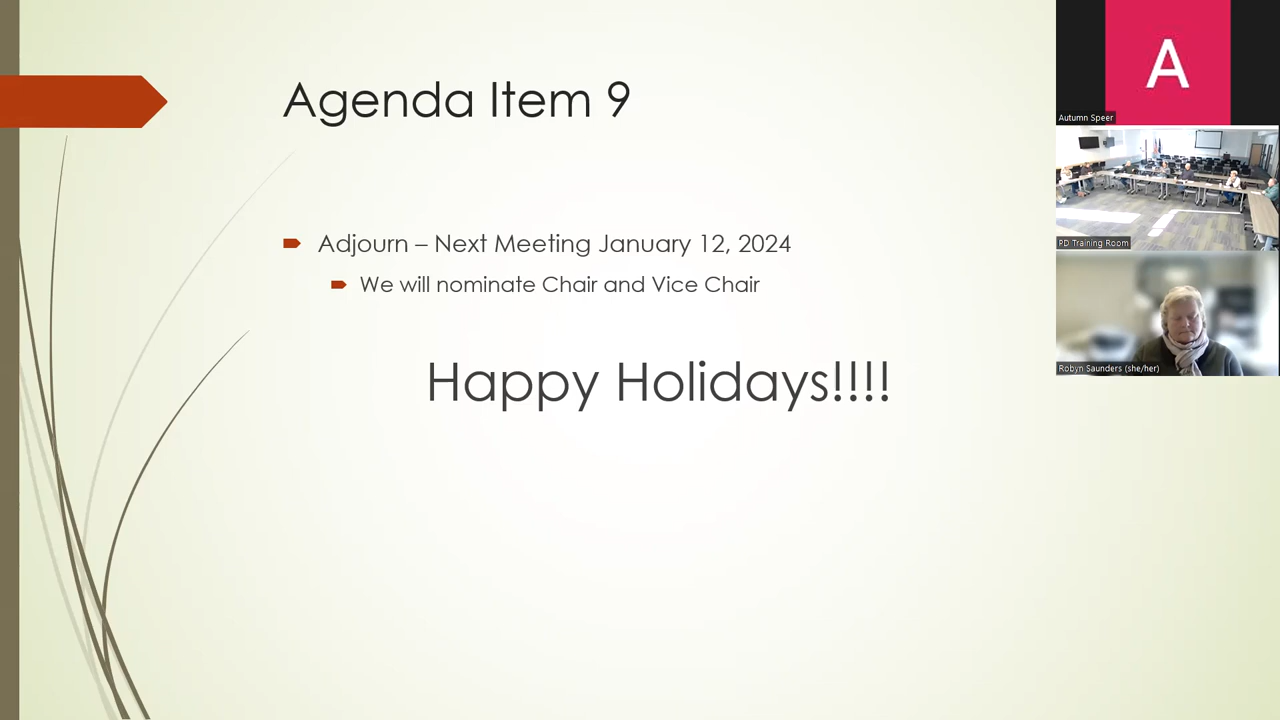 Agenda Item 9
Adjourn – Next Meeting January 12, 2024
We will nominate Chair and Vice Chair
Happy Holidays!!!!
A
Autumn Speer
PD Training Room
Robyn Saunders (she/her)